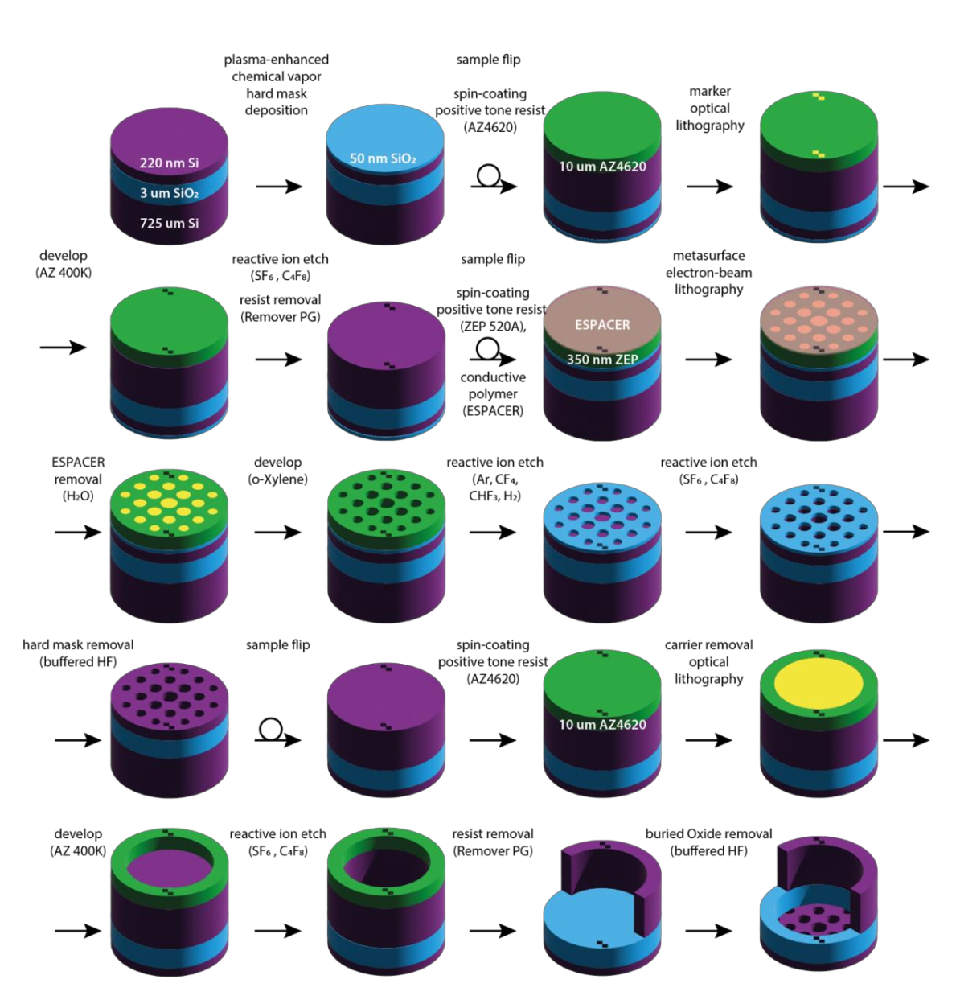 plasma-enhanced
chemical vapor
hard mask
deposition
sample flip
spin-coating
positive tone resist
(AZ4620)
marker
optical
lithography
220 nm Si
3 um SiO₂
725 um Si
50 nm SiO₂
10 um AZ4620
develop
(AZ 400K)
reactive ion etch
(SF₆ , C₄F₈)
resist removal
(Remover PG)
sample flip
spin-coating
positive tone resist
(ZEP 520A),
conductive
polymer
(ESPACER)
metasurface
electron-beam
lithography
ESPACER
350 nm ZEP
ESPACER
removal
(H₂O)
develop
(o-Xylene)
reactive ion etch
(Ar, CF₄,
CHF₃, H₂)
reactive ion etch
(SF₆ , C₄F₈)
hard mask removal
(buffered HF)
sample flip
spin-coating
positive tone resist
(AZ4620)
carrier removal
optical
lithography
10 um AZ4620
develop
(AZ 400K)
reactive ion etch
(SF₆ , C₄F₈)
resist removal
(Remover PG)
buried Oxide removal
(buffered HF)